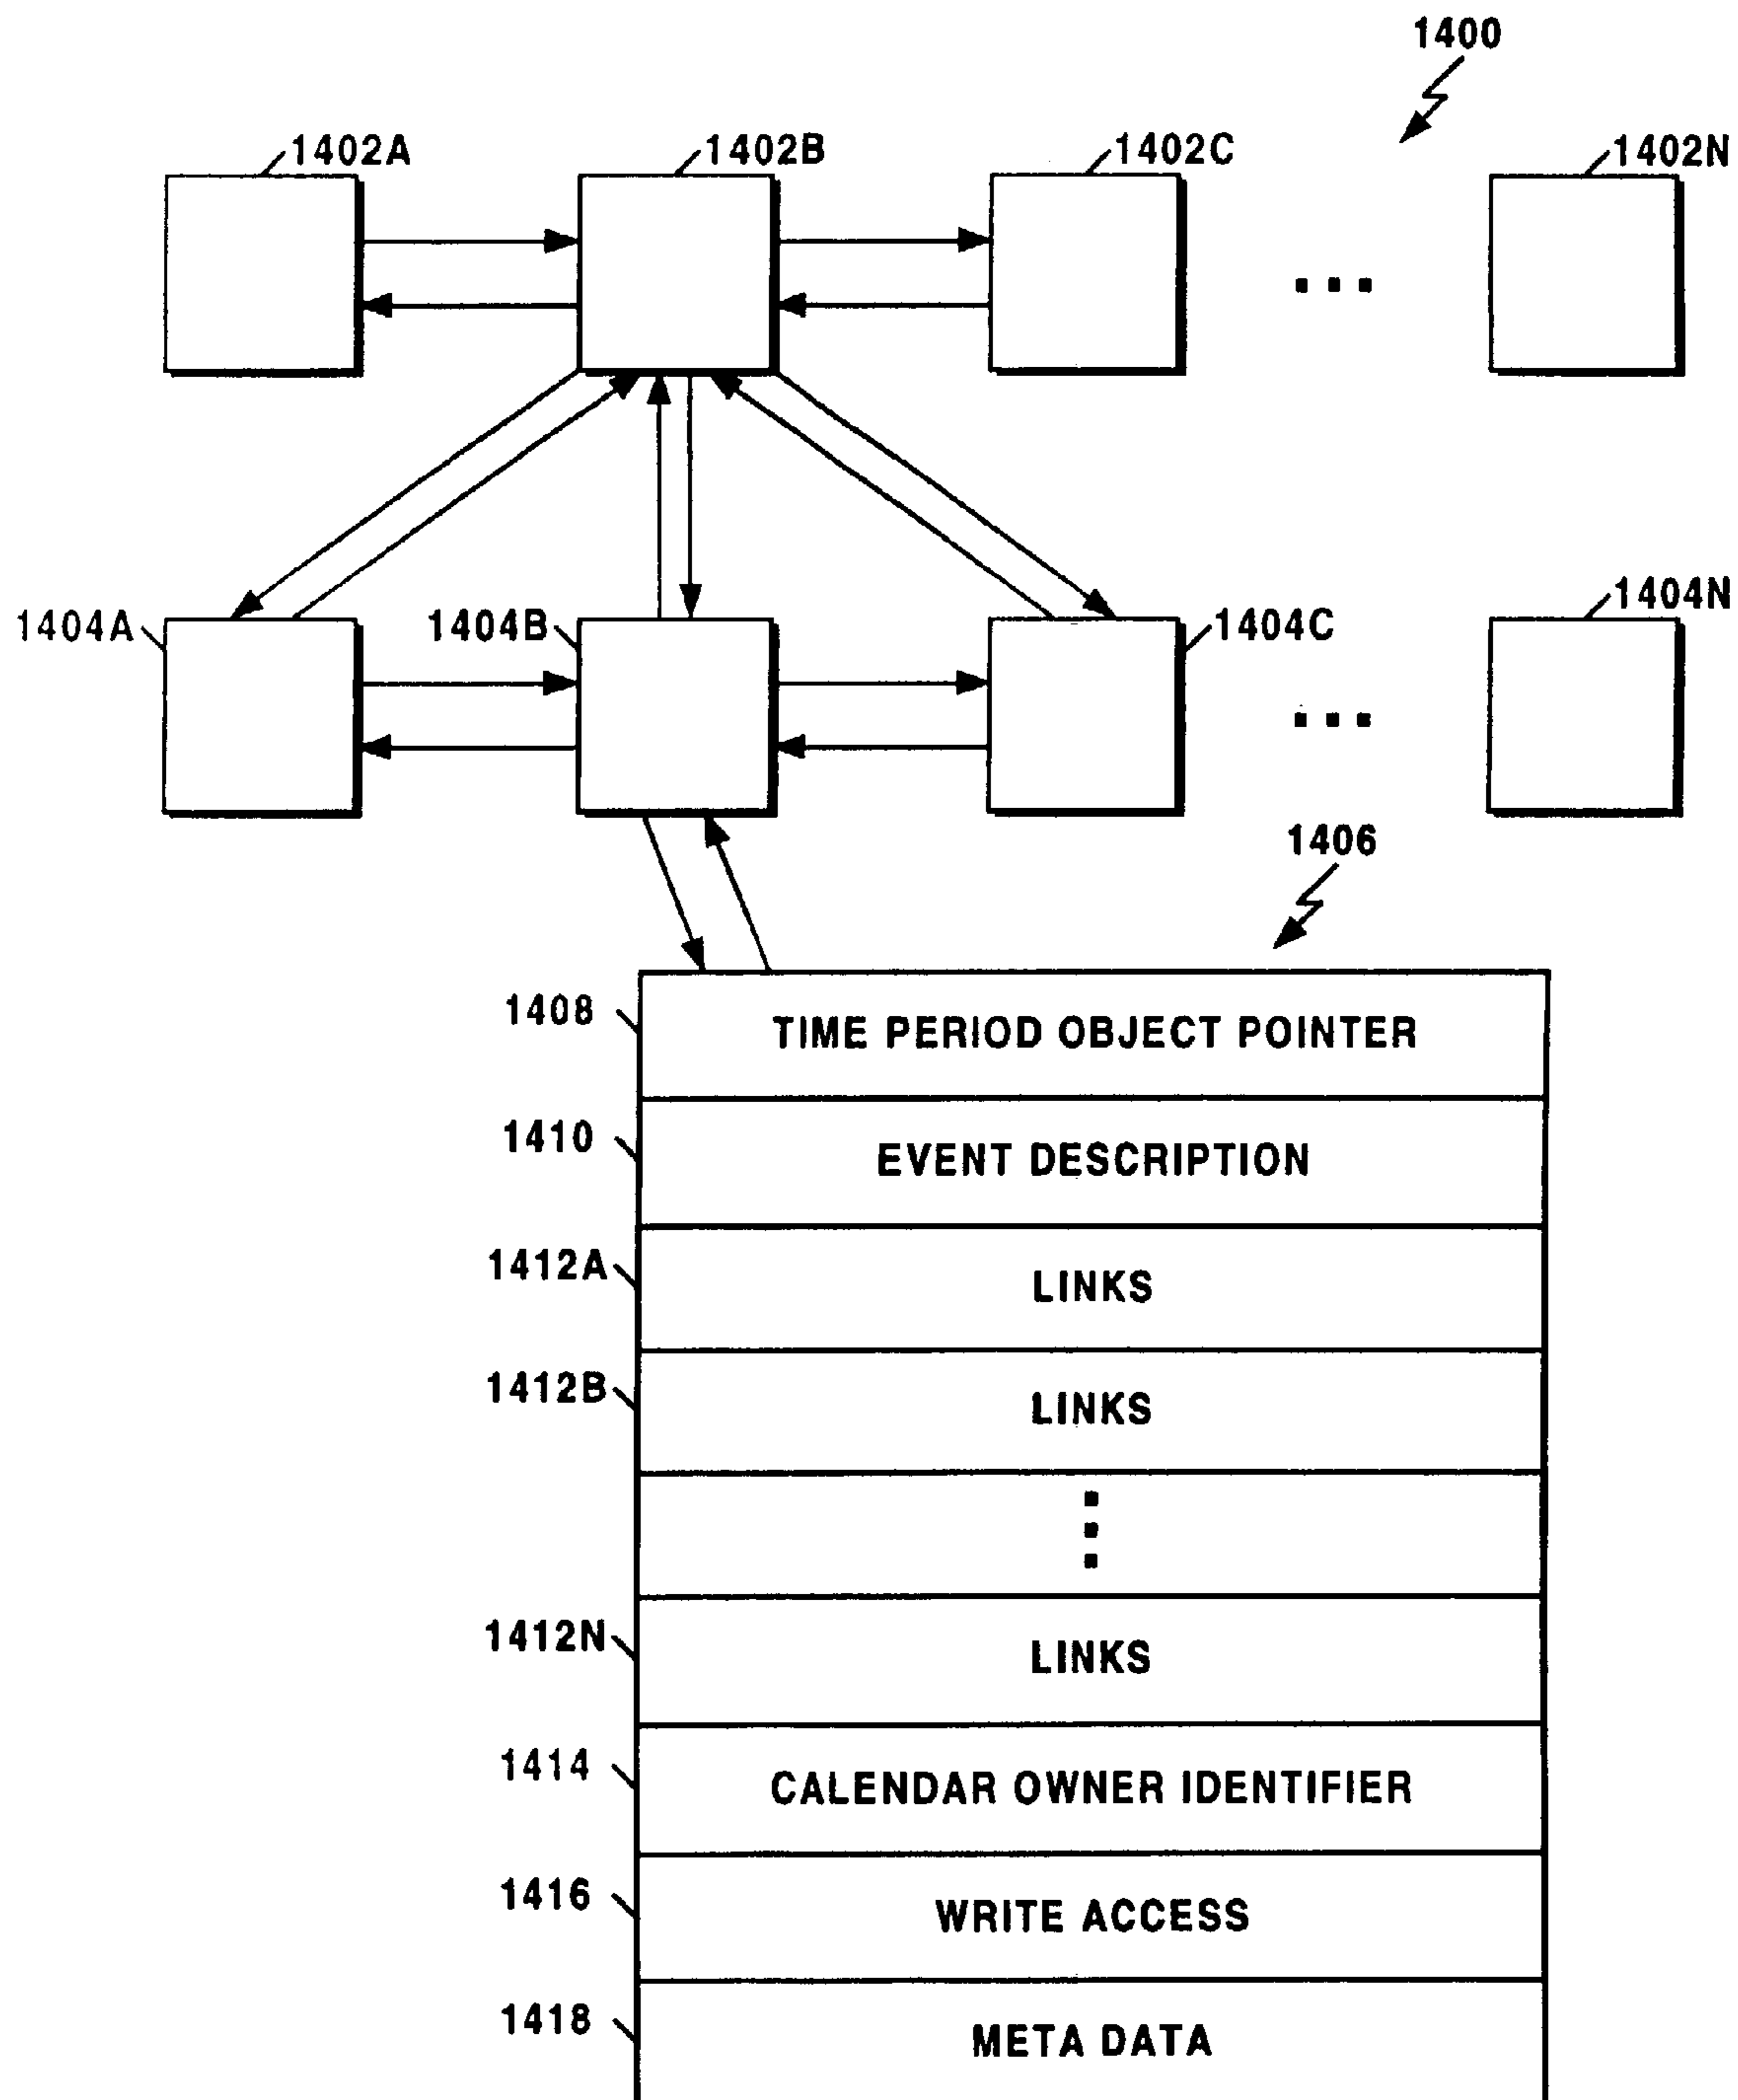 1400
1402A
1402B
1402C
1402N
...
1404A
1404B
1404C
1404N
...
1406
1408
TIME PERIOD OBJECT POINTER
1410
EVENT DESCRIPTION
1412A
LINKS
1412B
LINKS
1412N
LINKS
1414
CALENDAR OWNER IDENTIFIER
1416
WRITE ACCESS
1418
META DATA